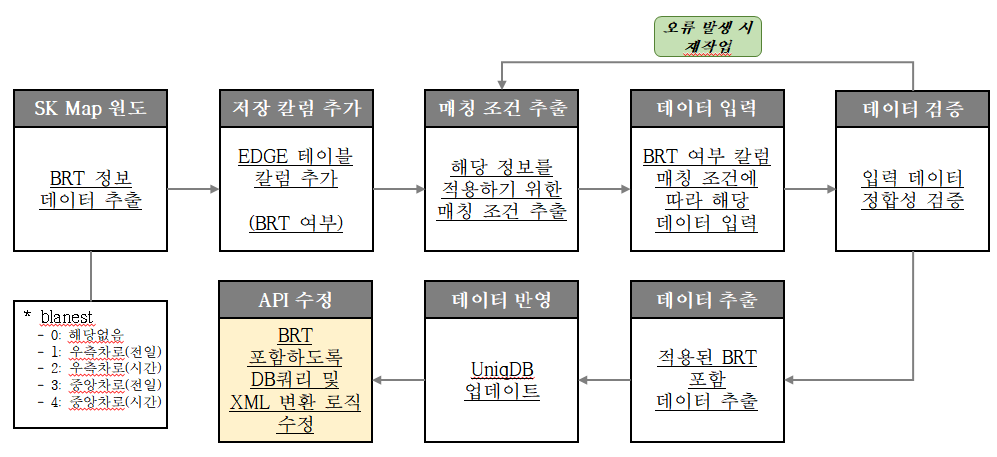 오류 발생 시
재작업
SK Map 원도
BRT 정보
데이터 추출
저장 칼럼 추가
EDGE 테이블
칼럼 추가
(BRT 여부)
매칭 조건 추출
해당 정보를
적용하기 위한
매칭 조건 추출
데이터 입력
BRT 여부 칼럼
매칭 조건에
따라 해당
데이터 입력
데이터 검증
입력 데이터
정합성 검증
* blanest
- 0: 해당없음
- 1: 우측차로(전일)
- 2: 우측차로(시간)
- 3: 중앙차로(전일)
- 4: 중앙차로(시간)
API 수정
BRT
포함하도록
DB쿼리 및
XML 변환 로직
수정
데이터 반영
UniqDB
업데이트
데이터 추출
적용된 BRT
포함
데이터 추출